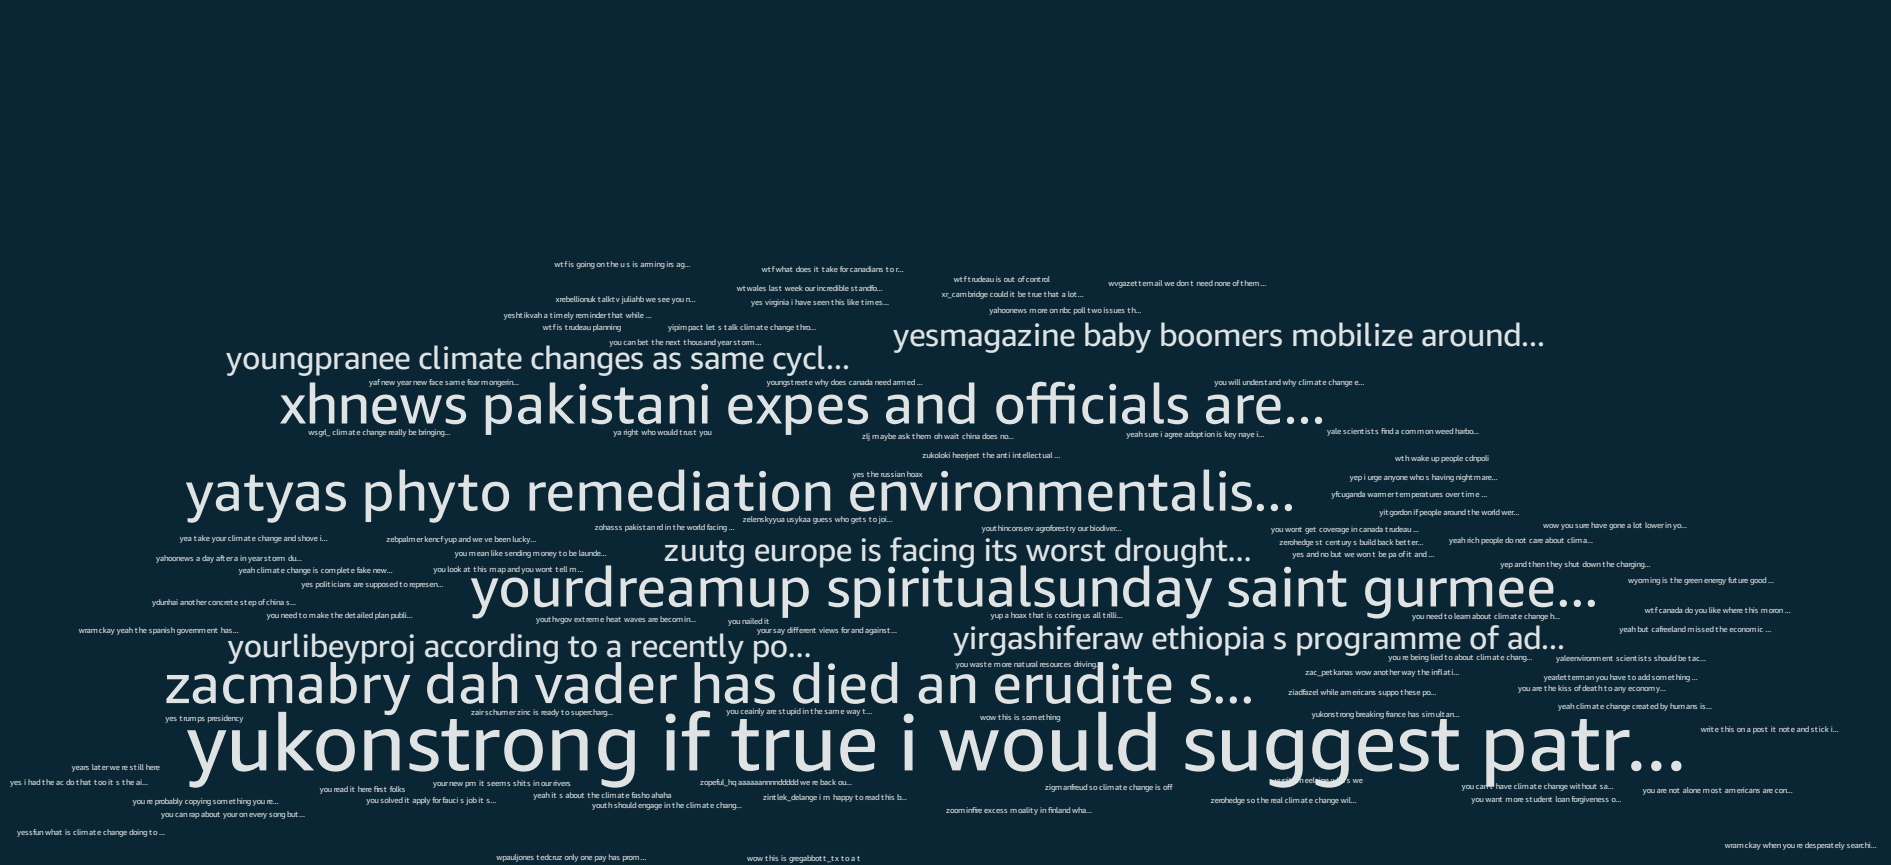 wtf is going on the u s is arming irs ag...
wtf what does it take for canadians to r...
wtf trudeau is out of control
wvgazettemail we don t need none of them...
wtwales last week our incredible standfo...
xr_cambridge could it be true that a lot...
xrebellionuk talktv juliahb we see you n...
yes virginia i have seen this like times...
yahoonews more on nbc poll two issues th...
yeshtikvah a timely reminder that while ...
wtf is trudeau planning
yipimpact let s talk climate change thro...
yesmagazine baby boomers mobilize around...
you can bet the next thousand year storm...
youngpranee climate changes as same cycl...
yaf new year new face same fear mongerin...
youngstreete why does canada need armed ...
you will understand why climate change e...
xhnews pakistani expes and officials are...
wsgrl_ climate change really be bringing...
ya right who would trust you
zlj maybe ask them oh wait china does no...
yeah sure i agree adoption is key naye i...
yale scientists find a common weed harbo...
zukoloki heerjeet the anti intellectual ...
wth wake up people cdnpoli
yes the russian hoax
yep i urge anyone who s having nightmare...
yatyas phyto remediation environmentalis...
yfcuganda warmer temperatures over time ...
yitgordon if people around the world wer...
zelenskyyua usykaa guess who gets to joi...
zohasss pakistan rd in the world facing ...
youthinconserv agroforestry our biodiver...
you wont get coverage in canada trudeau ...
wow you sure have gone a lot lower in yo...
yea take your climate change and shove i...
zebpalmer kencf yup and we ve been lucky...
zerohedge st century s build back better...
yeah rich people do not care about clima...
yahoonews a day after a in year storm du...
you mean like sending money to be launde...
zuutg europe is facing its worst drought...
yes and no but we won t be pa of it and ...
yeah climate change is complete fake new...
you look at this map and you wont tell m...
yep and then they shut down the charging...
yes politicians are supposed to represen...
yourdreamup spiritualsunday saint gurmee...
wyoming is the green energy future good ...
ydunhai another concrete step of china s...
wtf canada do you like where this moron ...
you need to make the detailed plan publi...
youthvgov extreme heat waves are becomin...
you nailed it
yup a hoax that is costing us all trilli...
you need to learn about climate change h...
wramckay yeah the spanish government has...
your say different views for and against...
yeah but cafreeland missed the economic ...
yourlibeyproj according to a recently po...
yirgashiferaw ethiopia s programme of ad...
you waste more natural resources driving...
you re being lied to about climate chang...
yaleenvironment scientists should be tac...
zac_petkanas wow another way the inflati...
yearletterman you have to add something ...
zacmabry dah vader has died an erudite s...
ziadfazel while americans suppo these po...
you are the kiss of death to any economy...
yes trumps presidency
zairschumer zinc is ready to supercharg...
you ceainly are stupid in the same way t...
wow this is something
yukonstrong breaking france has simultan...
yeah climate change created by humans is...
yukonstrong if true i would suggest patr...
write this on a post it note and stick i...
years later we re still here
yes i had the ac do that too it s the ai...
you read it here first folks
your new pm it seems shits in our rivers
zopeful_hq aaaaaannnnddddd we re back ou...
s we
zigmanfreud so climate change is off
you can t have climate change without sa...
you are not alone most americans are con...
you re probably copying something you re...
you solved it apply for fauci s job it s...
yeah it s about the climate fasho ahaha
youth should engage in the climate chang...
zintlek_delange i m happy to read this b...
zerohedge so the real climate change wil...
you want more student loan forgiveness o...
you can rap about your on every song but...
zoominfire excess moality in finland wha...
yessfun what is climate change doing to ...
wramckay when you re desperately searchi...
wpauljones tedcruz only one pay has prom...
wow this is gregabbott_tx to a t